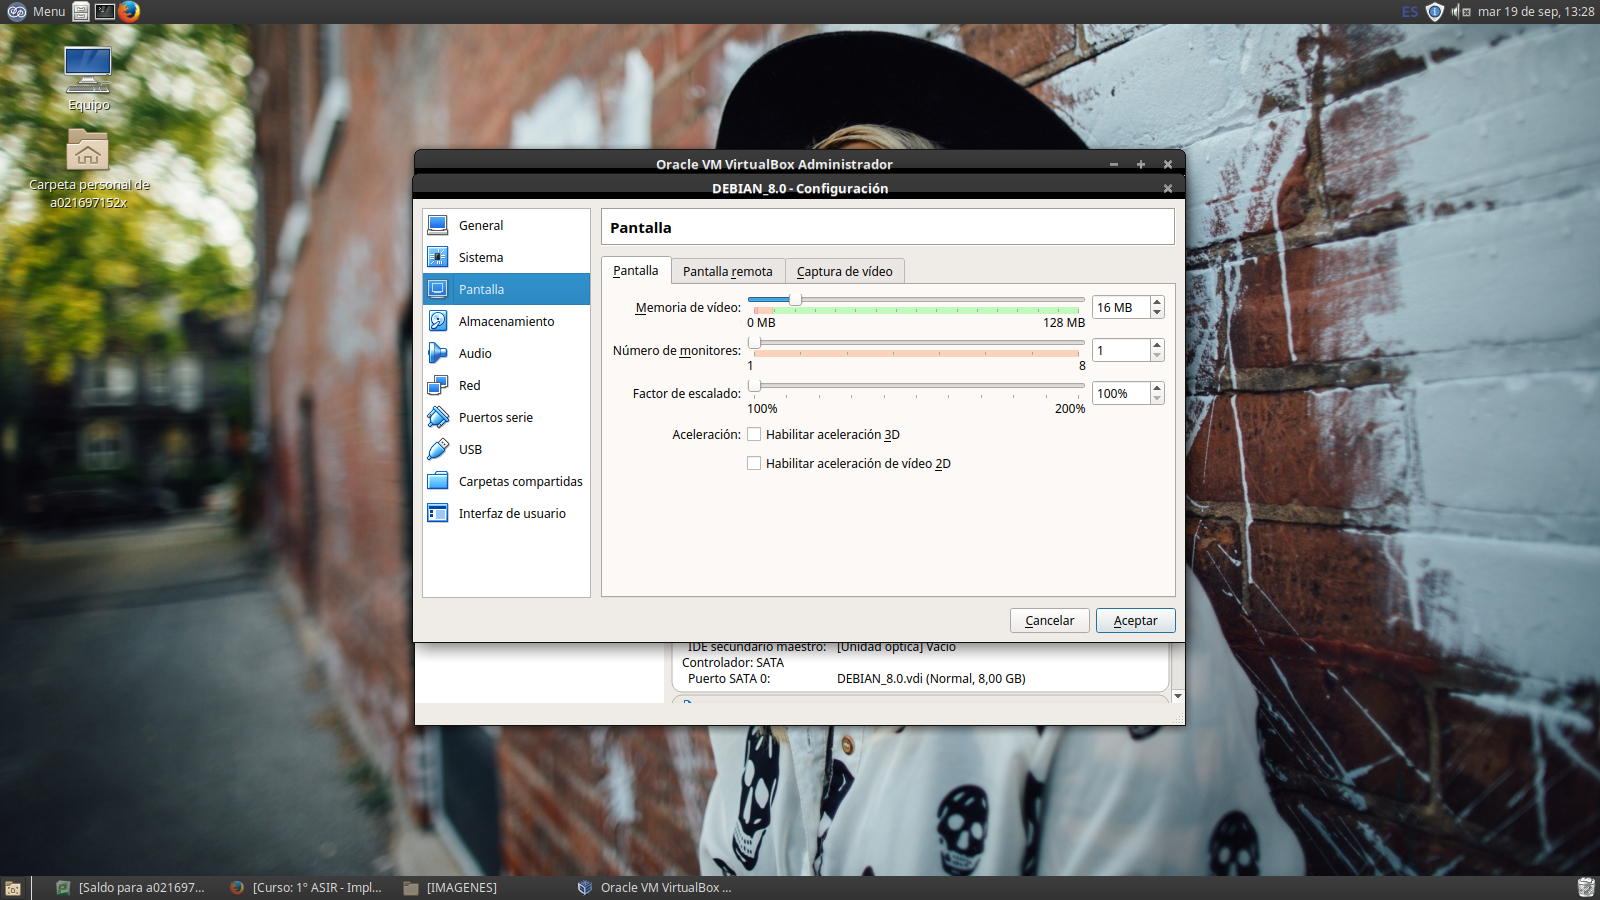 Menu
ES
mar 19 de sep, 13:28
Equipo
Carpeta personal de
a021697152x
Oracle VM VirtualBox Administrador
DEBIAN_8.0 - Configuración
General
Sistema
Pantalla
Almacenamiento
Audio
Red
Puertos serie
USB
Carpetas compartidas
Interfaz de usuario
Pantalla
Pantalla Pantalla remota Captura de vídeo
Memoria de vídeo: 16 MB
0 MB 128 MB
Número de monitores: 1
1 8
Factor de escalado: 100%
100% 200%
Aceleración: Habilitar aceleración 3D
Habilitar aceleración de vídeo 2D
Cancelar Aceptar
IDE secundario maestro: [Unidad óptica] Vacío
Controlador: SATA
Puerto SATA 0: DEBIAN_8.0.vdi (Normal, 8,00 GB)
[Saldo para a021697... [Curso: 1º ASIR - Impl... [IMAGENES] Oracle VM VirtualBox ...